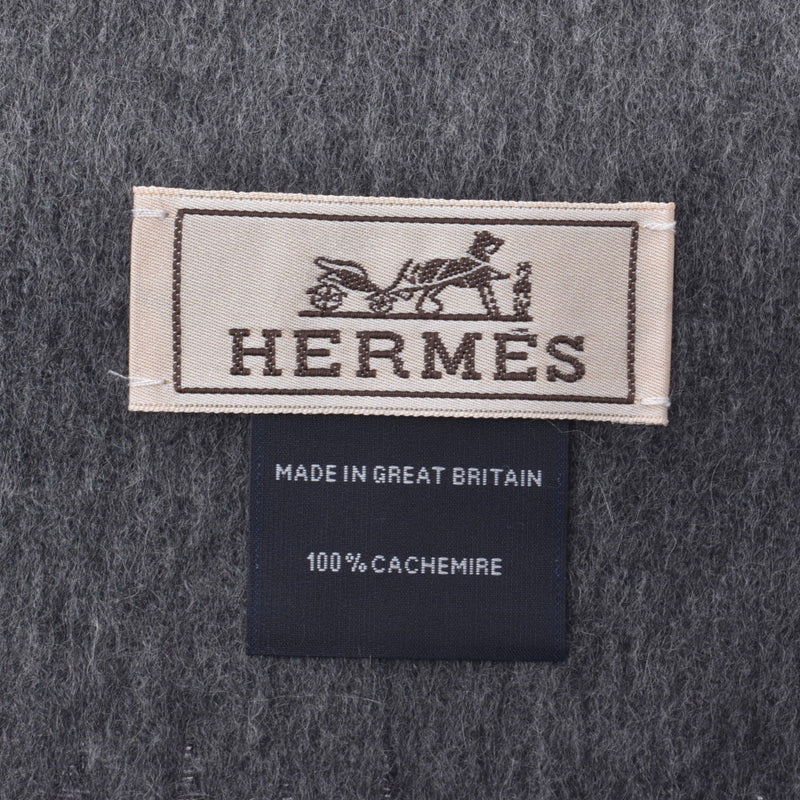 HERMÈS
MADE IN GREAT BRITAIN
100% CACHEMIRE